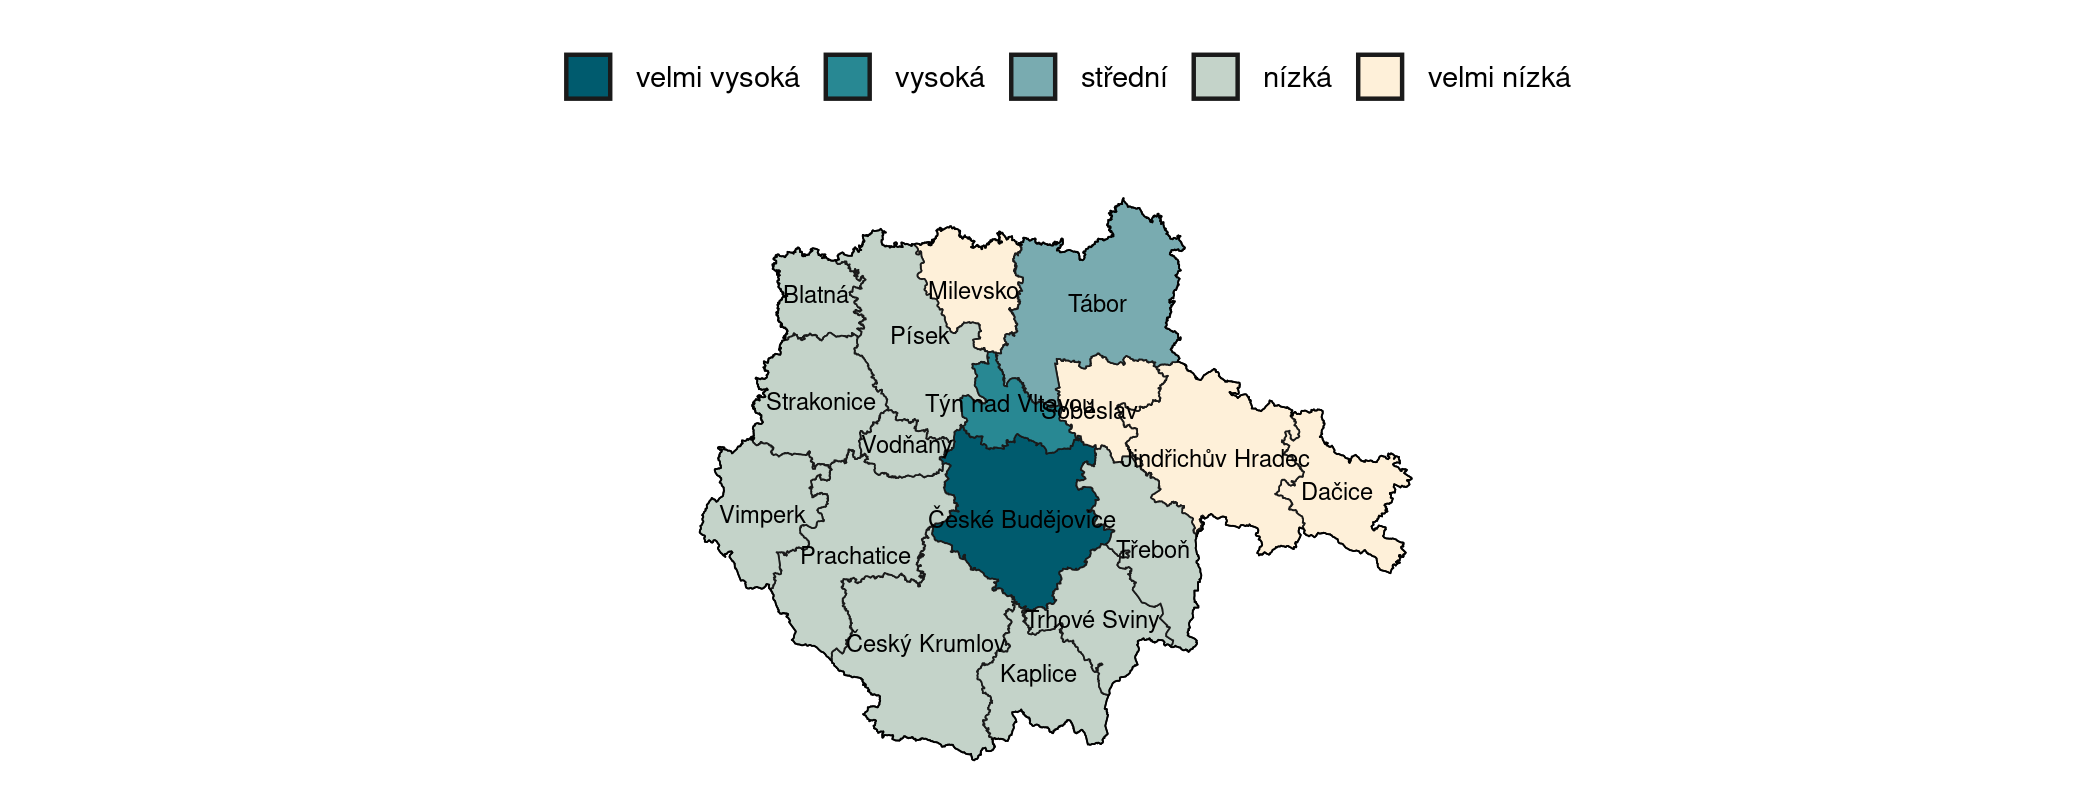 velmi vysoká
vysoká
střední
nízká
velmi nízká
Milevsko
Blatná
Tábor
Písek
Strakonice
Týn nad Vltavou
Soběslav
Vodňany
Jindřichův Hradec
Dačice
Vimperk
České Budějovice
Třeboň
Prachatice
Trhové Sviny
Český Krumlov
Kaplice